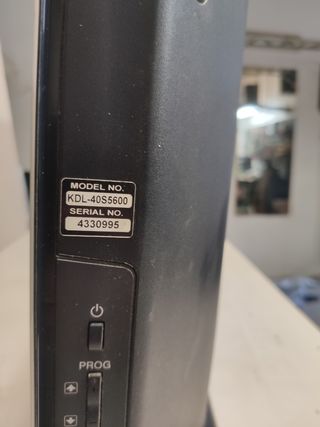 MODEL NO.
KDL-40S5600
SERIAL NO.
4330995
PROG